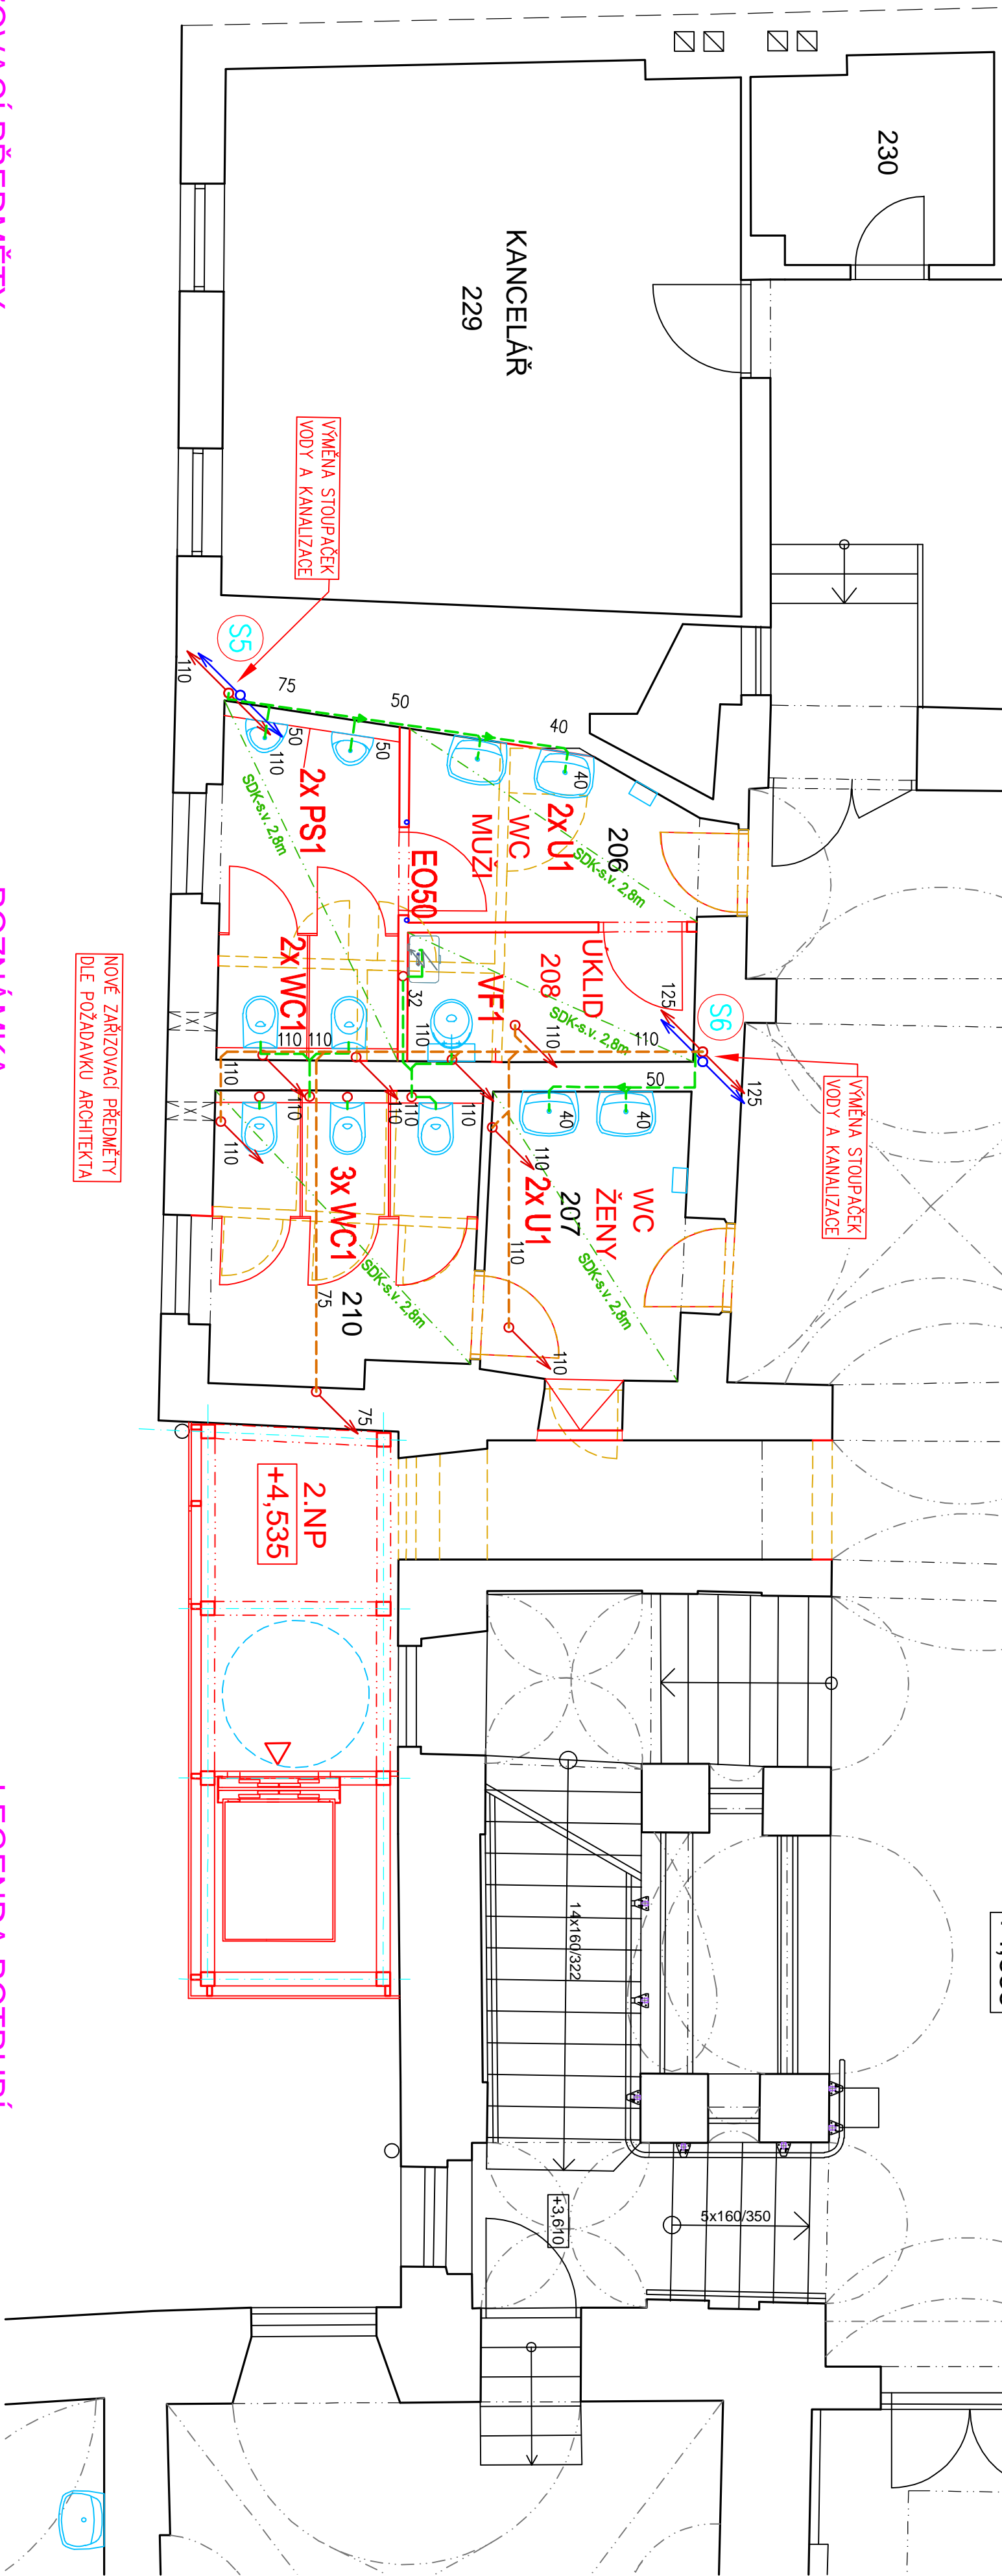 230
KANCELÁŘ
229
VÝMĚNA STOUPAČEK
VODY A KANALIZACE
S5
110
75
50
40
50
110
50
40
2x PS1
SDK-s.v. 2,8m
2x U1
WC
MUŽI
206
SDK-s.v. 2,8m
EO50
2x WC1
ÚKLID
208
VF1
SDK-s.v. 2,8m
32
110
110
110
110
110
125
S6
125
VÝMĚNA STOUPAČEK
VODY A KANALIZACE
NOVÉ ZAŘIZOVACÍ PŘEDMĚTY
DLE POŽADAVKU ARCHITEKTA
50
40
40
110
110
110
110
110
110
110
WC
ŽENY
207
2x U1
SDK-s.v. 2,8m
3x WC1
210
SDK-s.v. 2,8m
75
110
110
75
2.NP
+4,535
14x160/322
5x160/350
+3,610
POZNÁMKA
LEGENDA POTRUBÍ